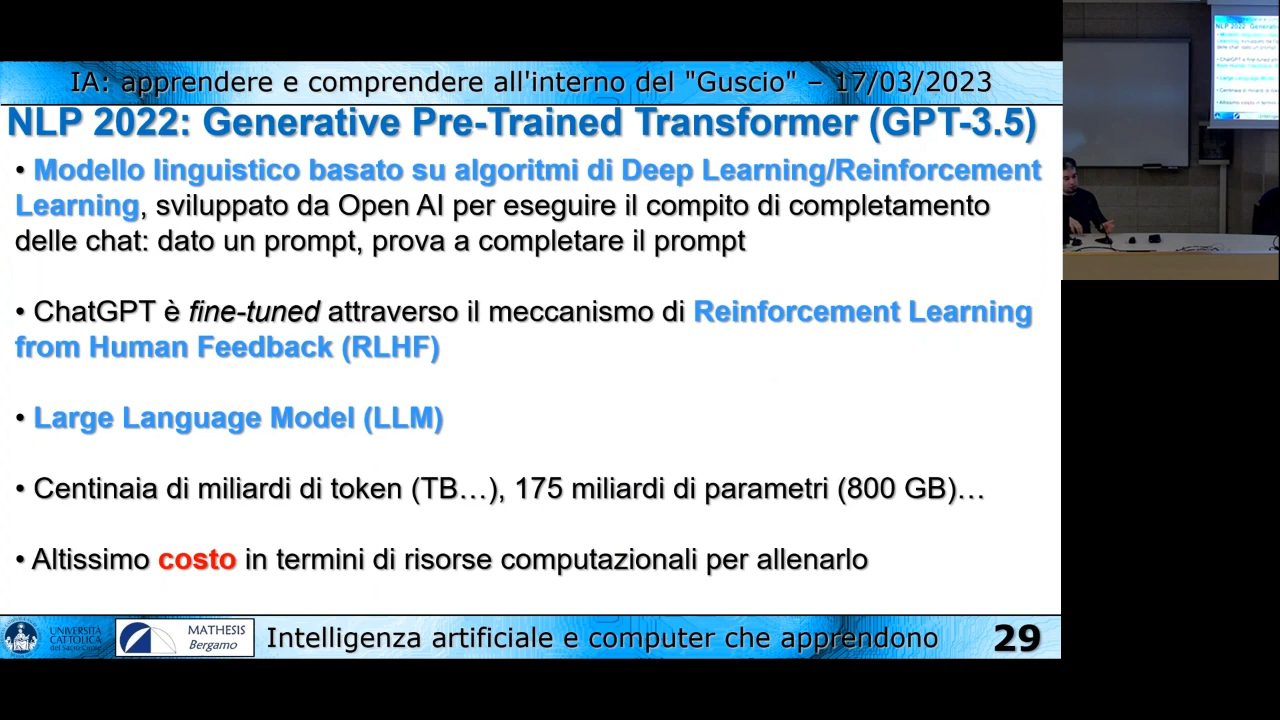 IA: apprendere e comprendere all'interno del "Guscio" – 17/03/2023
NLP 2022: Generative Pre-Trained Transformer (GPT-3.5)
• Modello linguistico basato su algoritmi di Deep Learning/Reinforcement
Learning, sviluppato da Open AI per eseguire il compito di completamento
delle chat: dato un prompt, prova a completare il prompt
• ChatGPT è fine-tuned attraverso il meccanismo di Reinforcement Learning
from Human Feedback (RLHF)
• Large Language Model (LLM)
• Centinaia di miliardi di token (TB…), 175 miliardi di parametri (800 GB)…
• Altissimo costo in termini di risorse computazionali per allenarlo
UNIVERSITÀ
CATTOLICA
del Sacro Cuore
MATHESIS
Bergamo
Intelligenza artificiale e computer che apprendono
29
NLP 2022: Generati